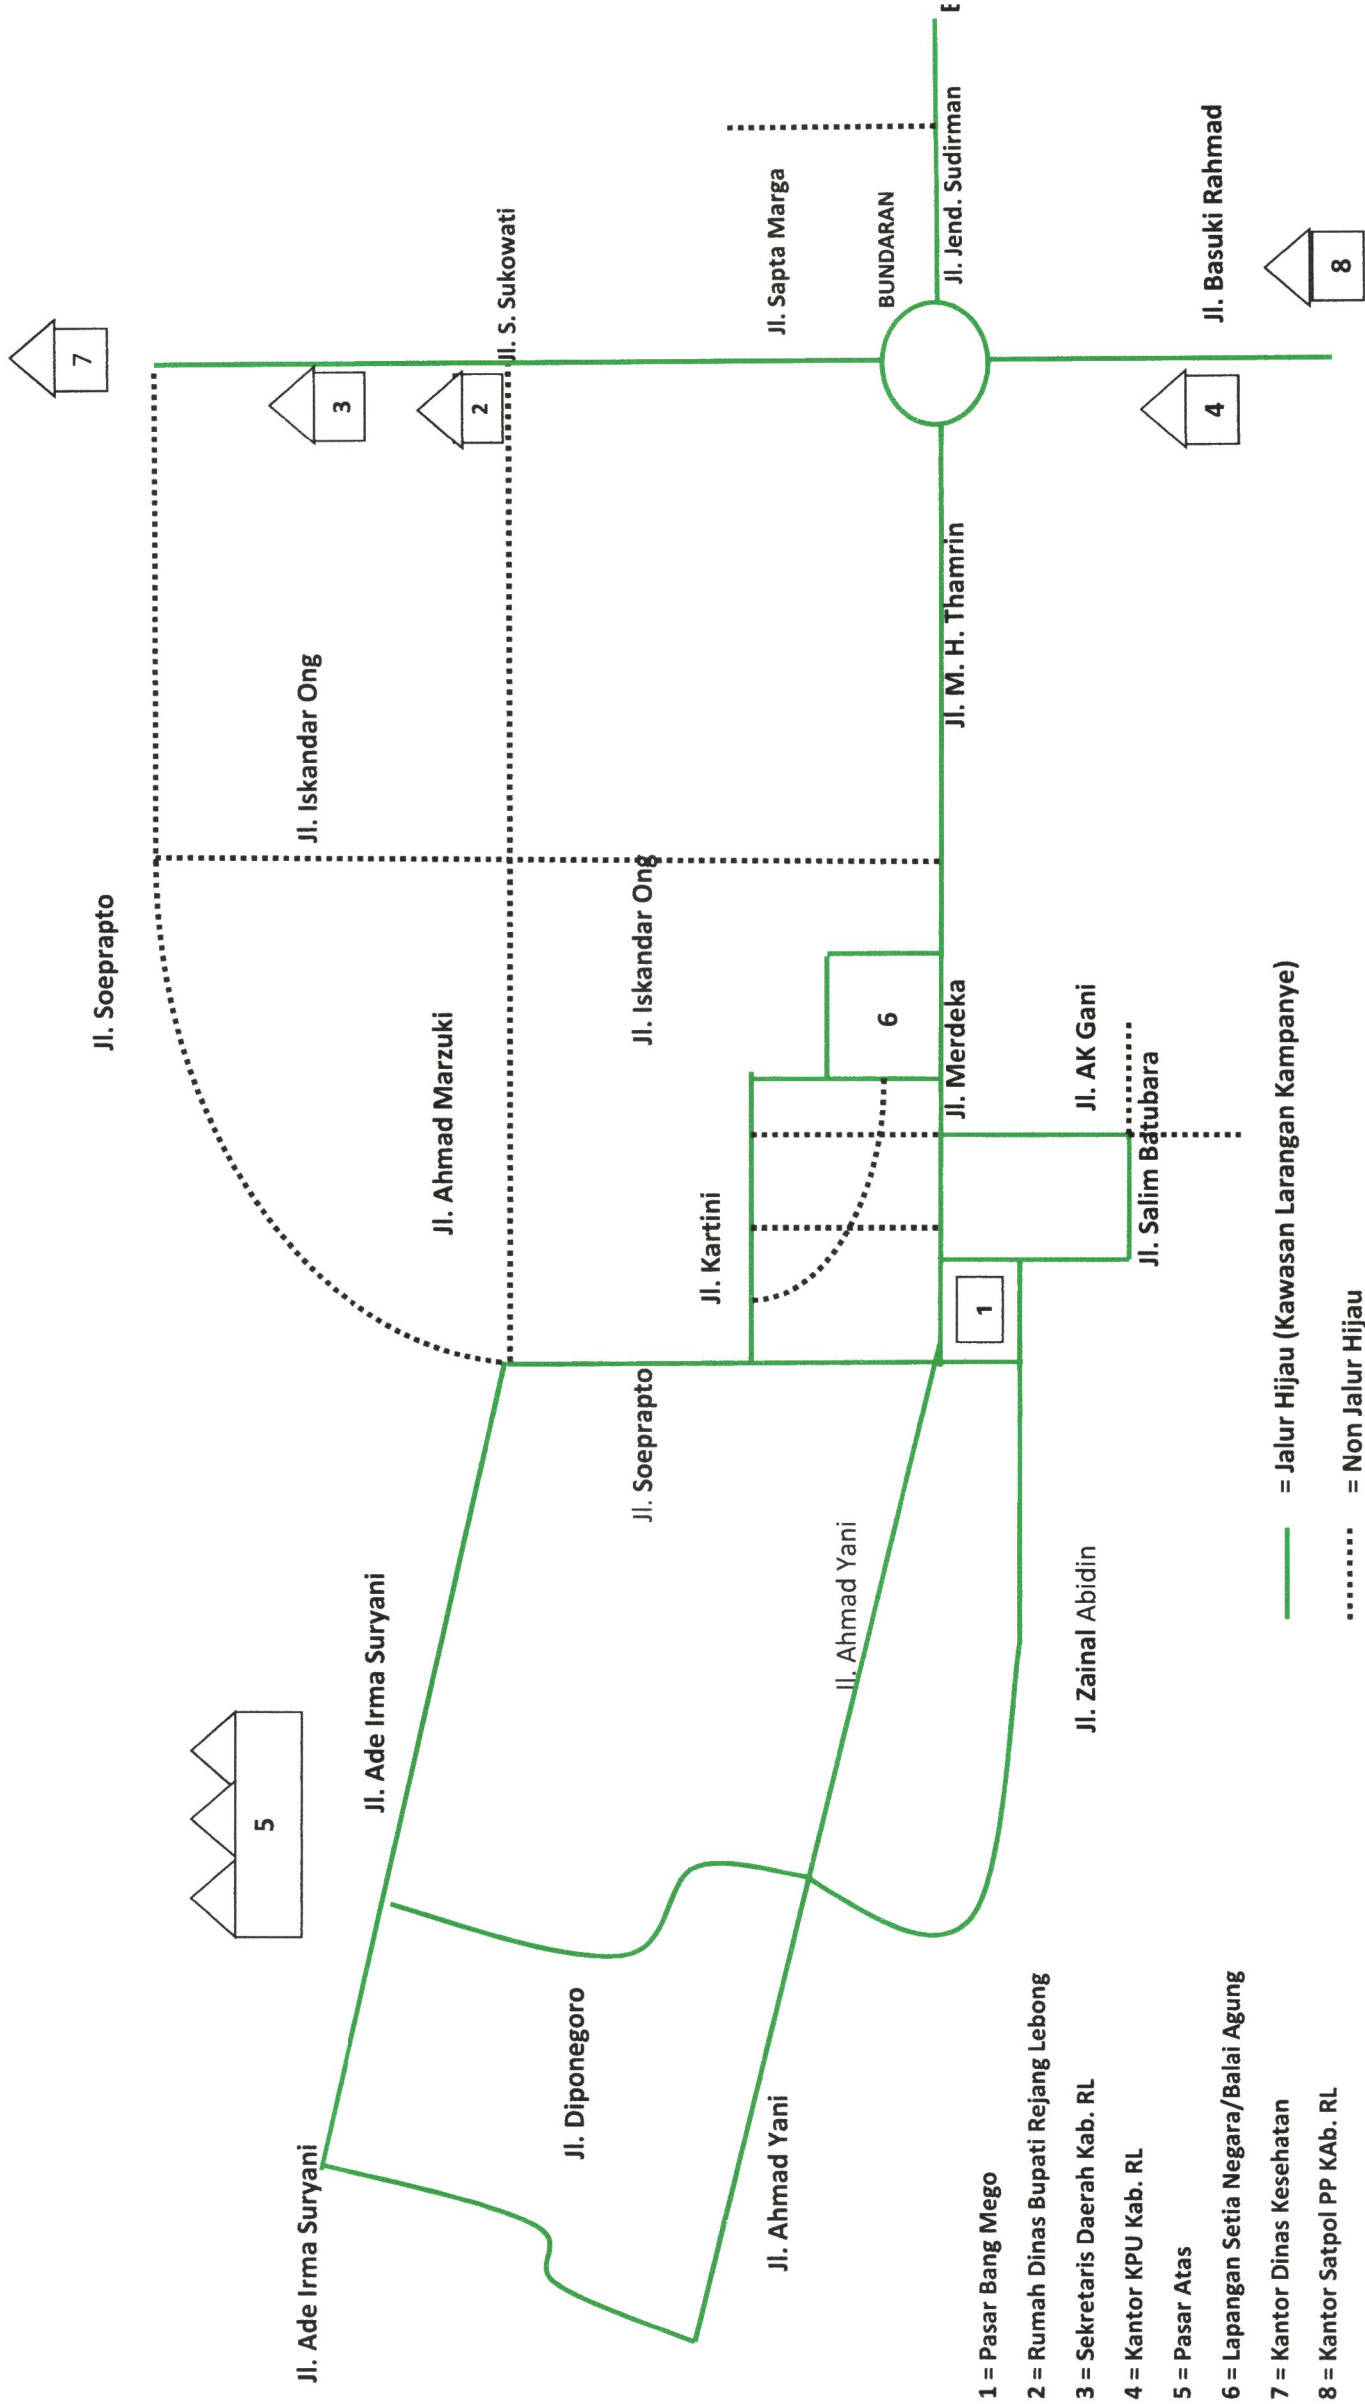 Jl. Ade Irma Suryani
5
Jl. Ade Irma Suryani
Jl. Soeprapto
7
Jl. Iskandar Ong
3
Jl. Ahmad Marzuki
2
Jl. S. Sukowati
Jl. Diponegoro
Jl. Soeprapto
Jl. Iskandar Ong
Jl. Kartini
Jl. Sapta Marga
Jl. Ahmad Yani
Jl. Ahmad Yani
6
BUNDARAN
Jl. Merdeka
Jl. M. H. Thamrin
Jl. Jend. Sudirman
1
Jl. Zainal Abidin
Jl. AK Gani
Jl. Salim Batubara
4
Jl. Basuki Rahmad
8
1 = Pasar Bang Mego
2 = Rumah Dinas Bupati Rejang Lebong
3 = Sekretaris Daerah Kab. RL
4 = Kantor KPU Kab. RL
5 = Pasar Atas
6 = Lapangan Setia Negara/Balai Agung
7 = Kantor Dinas Kesehatan
8 = Kantor Satpol PP KAb. RL
= Jalur Hijau (Kawasan Larangan Kampanye)
= Non Jalur Hijau